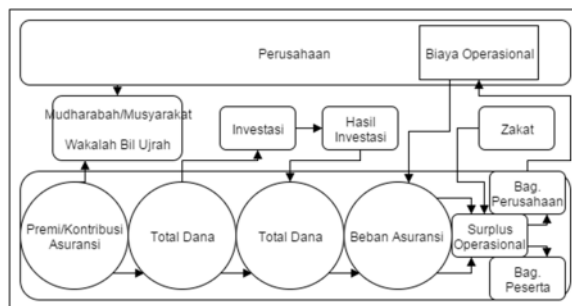 Perusahaan
Biaya Operasional
Mudharabah/Musyarakat
Wakalah Bil Ujrah
Investasi
Hasil
Investasi
Zakat
Premi/Kontribusi
Asuransi
Total Dana
Total Dana
Beban Asuransi
Surplus
Operasional
Bag.
Perusahaan
Bag.
Peserta